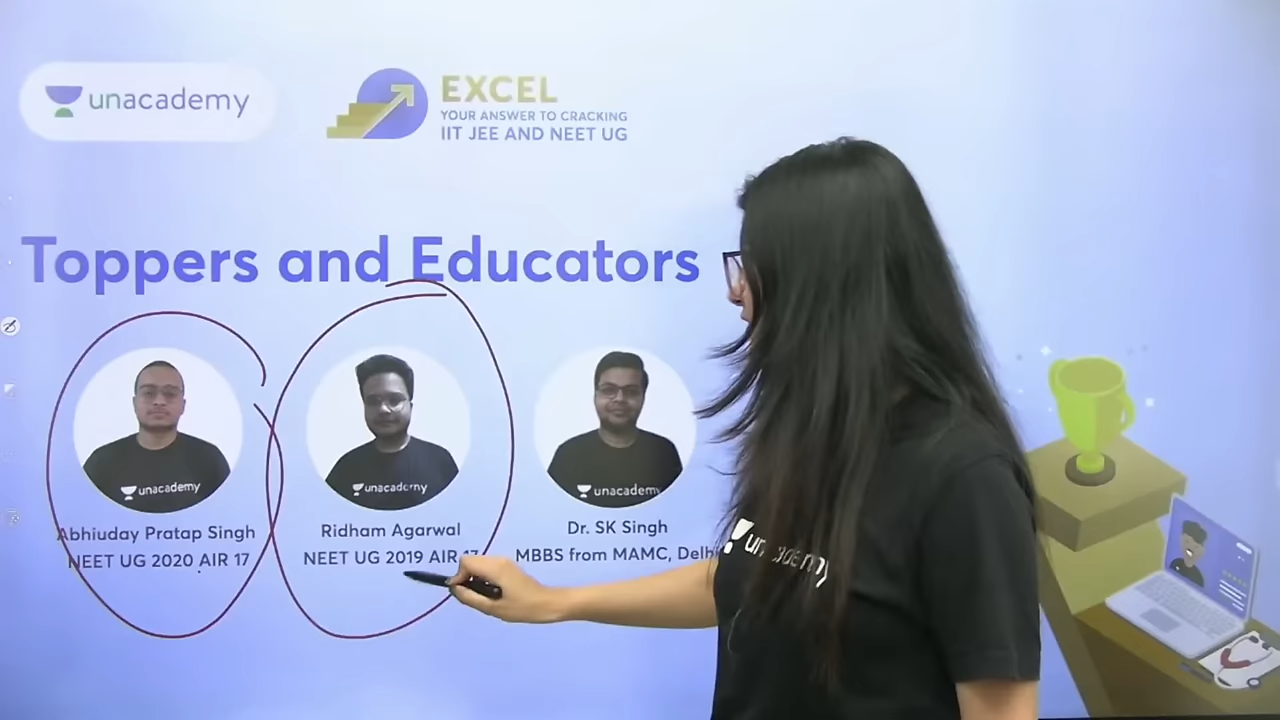 unacademy
EXCEL
YOUR ANSWER TO CRACKING
IIT JEE AND NEET UG
Toppers and Educators
unacademy
unacademy
unacademy
Abhiuday Pratap Singh
NEET UG 2020 AIR 17
Ridham Agarwal
NEET UG 2019 AIR
Dr. SK Singh
MBBS from MAMC, Delhi
unacademy